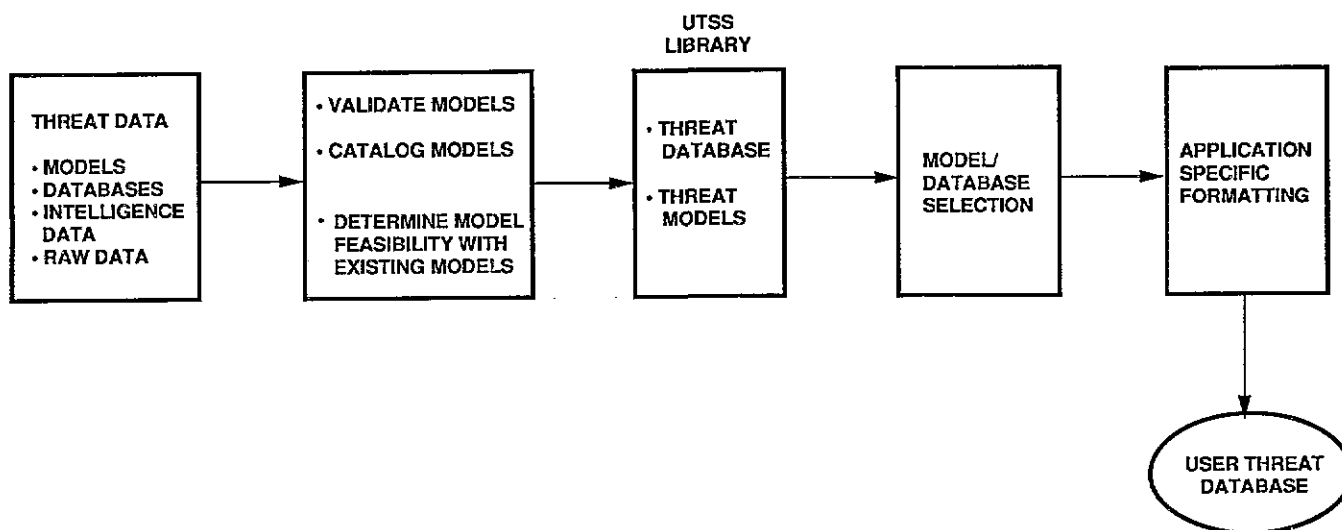 UTSS
LIBRARY
THREAT DATA
• MODELS
• DATABASES
• INTELLIGENCE
DATA
• RAW DATA
• VALIDATE MODELS
• CATALOG MODELS
• DETERMINE MODEL
FEASIBILITY WITH
EXISTING MODELS
• THREAT
DATABASE
• THREAT
MODELS
MODEL/
DATABASE
SELECTION
APPLICATION
SPECIFIC
FORMATTING
USER THREAT
DATABASE